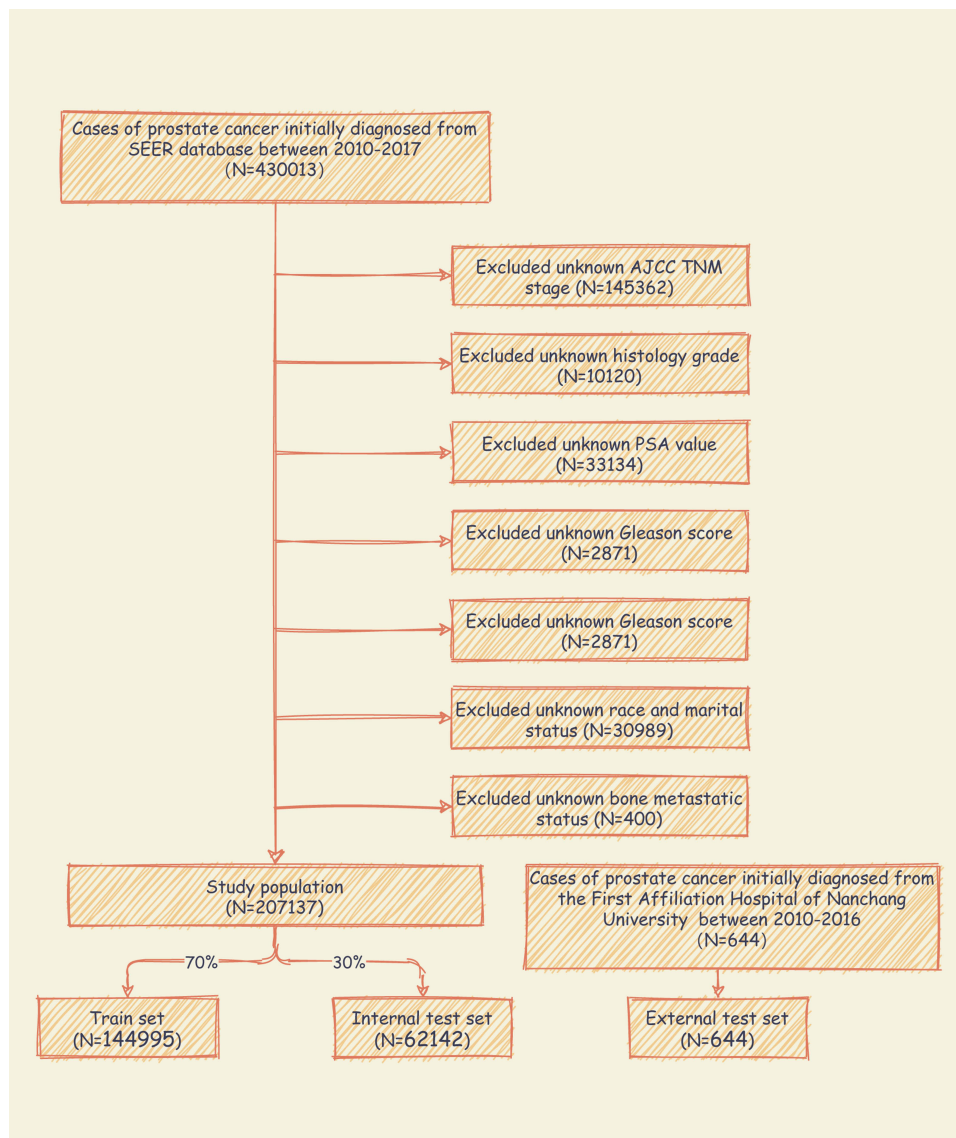 Cases of prostate cancer initially diagnosed from
SEER database between 2010-2017
(N=430013)
Excluded unknown AJCC TNM
stage (N=145362)
Excluded unknown histology grade
(N=10120)
Excluded unknown PSA value
(N=33134)
Excluded unknown Gleason score
(N=2871)
Excluded unknown Gleason score
(N=2871)
Excluded unknown race and marital
status (N=30989)
Excluded unknown bone metastatic
status (N=400)
Study population
(N=207137)
Cases of prostate cancer initially diagnosed from
the First Affiliation Hospital of Nanchang
University between 2010-2016
(N=644)
70%
30%
Train set
(N=144995)
Internal test set
(N=62142)
External test set
(N=644)